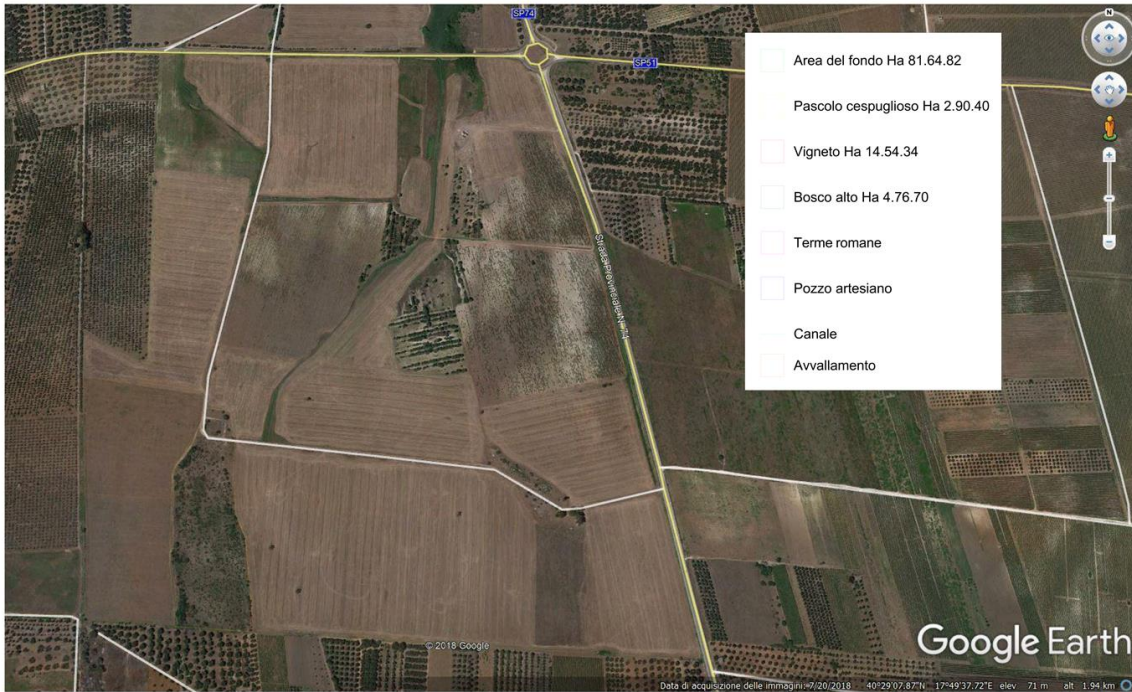 SP74
SP51
N
Area del fondo Ha 81.64.82
Pascolo cespuglioso Ha 2.90.40
Vigneto Ha 14.54.34
Bosco alto Ha 4.76.70
Terme romane
Pozzo artesiano
Canale
Avvallamento
Strada Provinciale N. 74
© 2018 Google
Google Earth
Data di acquisizione delle immagini: 7/20/2018 40°29'07.87"N 17°49'37.72"E elev 71 m alt 1.94 km